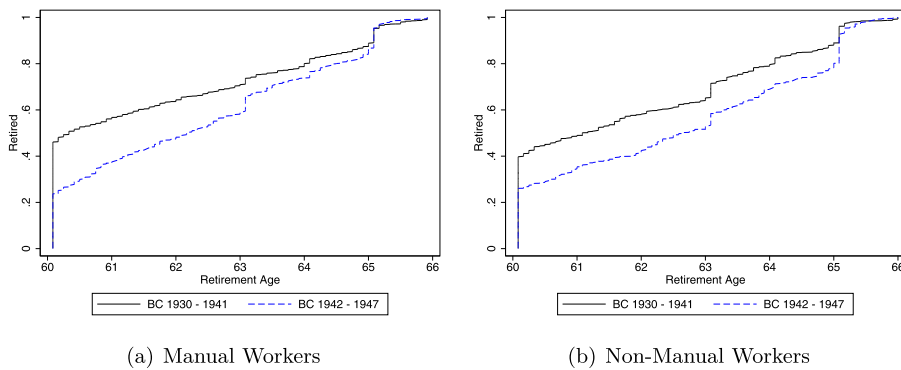 Retired
0 .2 .4 .6 .8 1
60 61 62 63 64 65 66
Retirement Age
BC 1930 - 1941 BC 1942 - 1947
(a) Manual Workers
Retired
0 .2 .4 .6 .8 1
60 61 62 63 64 65 66
Retirement Age
BC 1930 - 1941 BC 1942 - 1947
(b) Non-Manual Workers